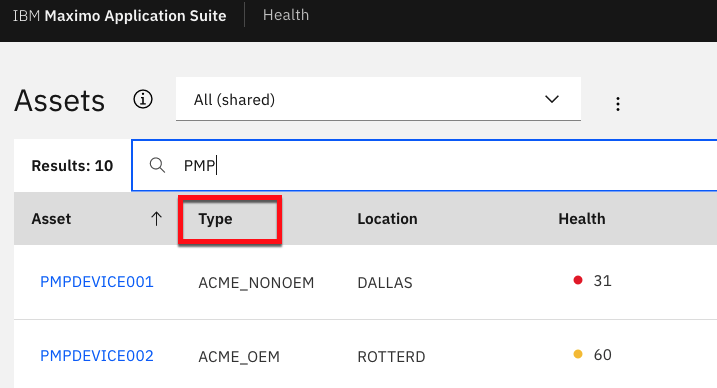 IBM Maximo Application Suite Health
Assets All (shared)
Results: 10 PMP
Asset Type Location Health
PMPDEVICE001 ACME_NONOEM DALLAS 31
PMPDEVICE002 ACME_OEM ROTTERD 60